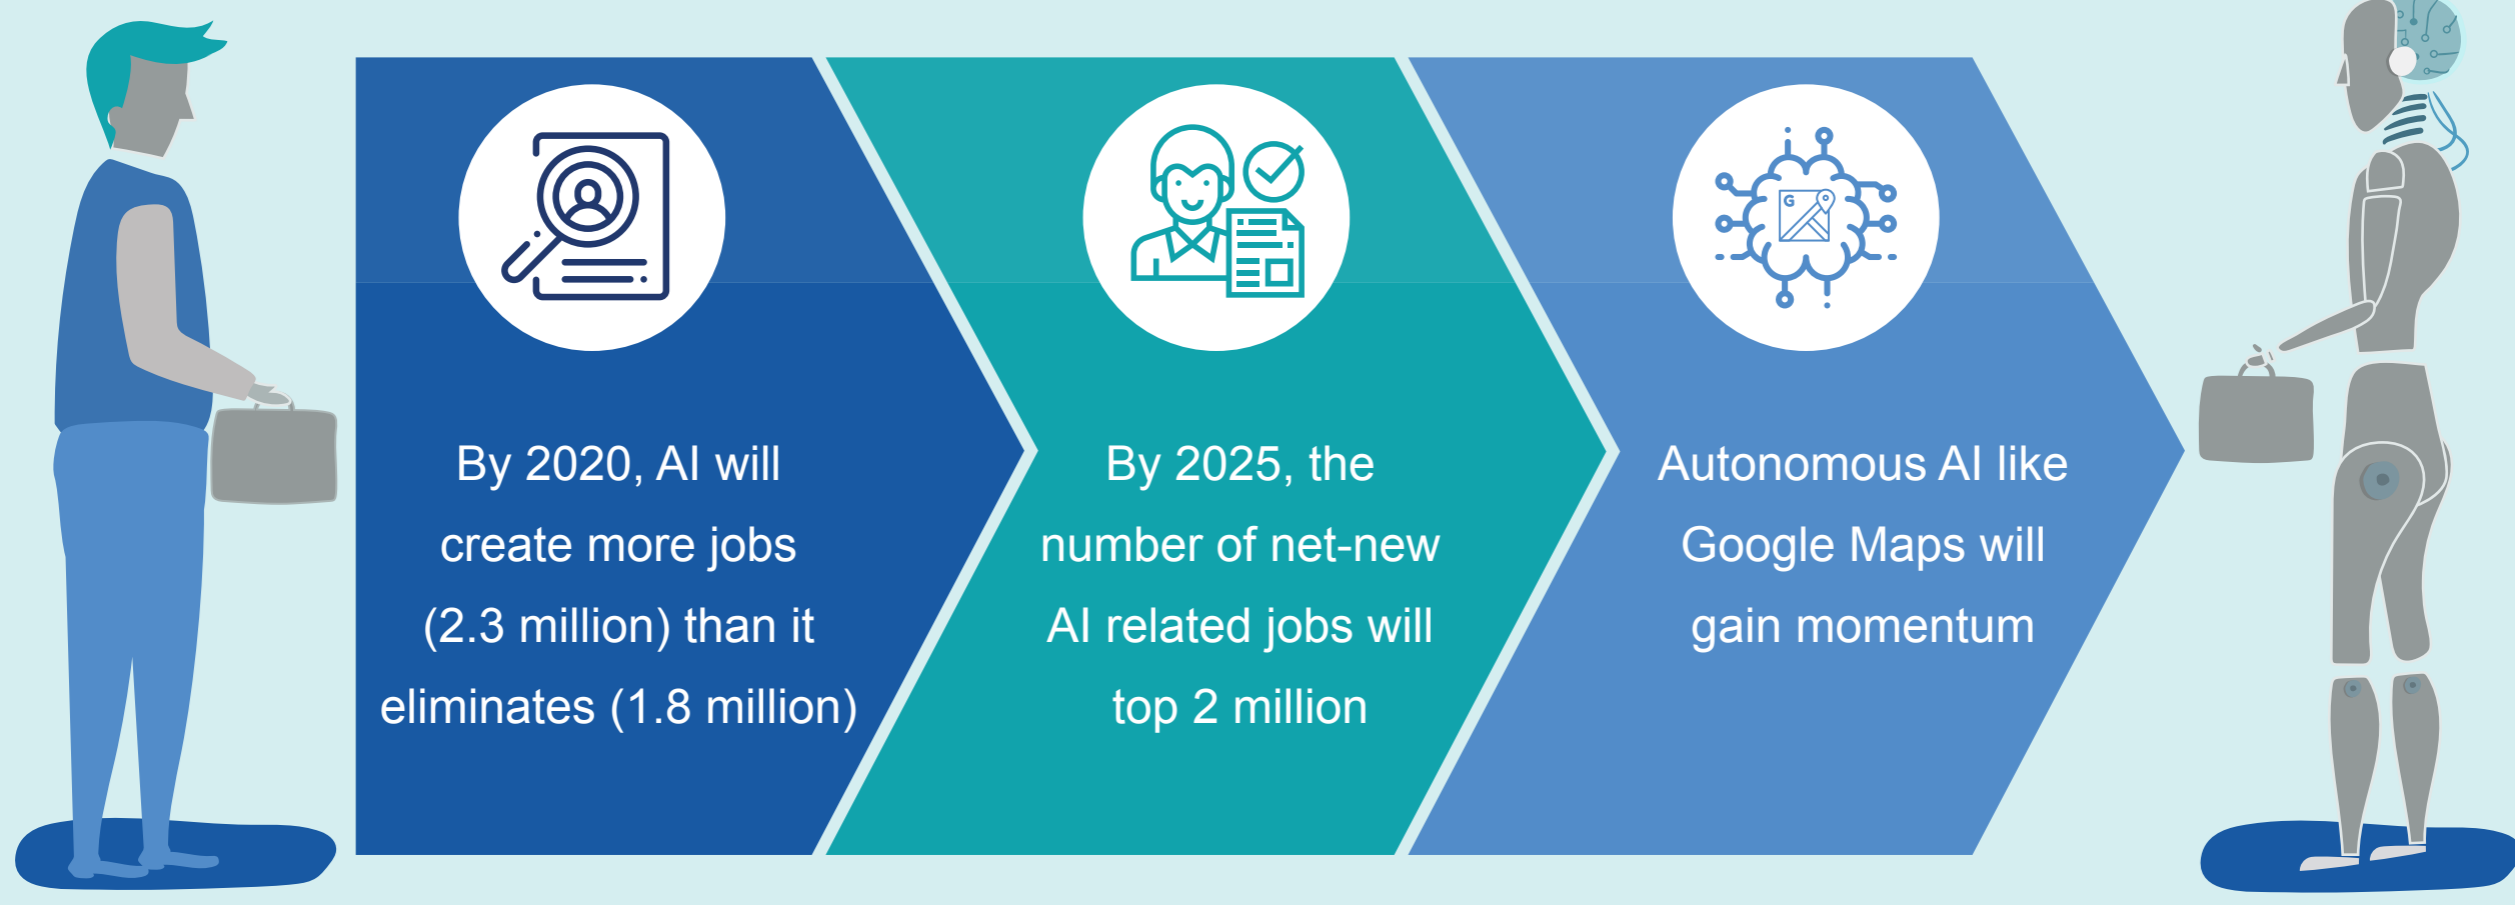 By 2020, AI will
create more jobs
(2.3 million) than it
eliminates (1.8 million)
By 2025, the
number of net-new
AI related jobs will
top 2 million
G
Autonomous AI like
Google Maps will
gain momentum